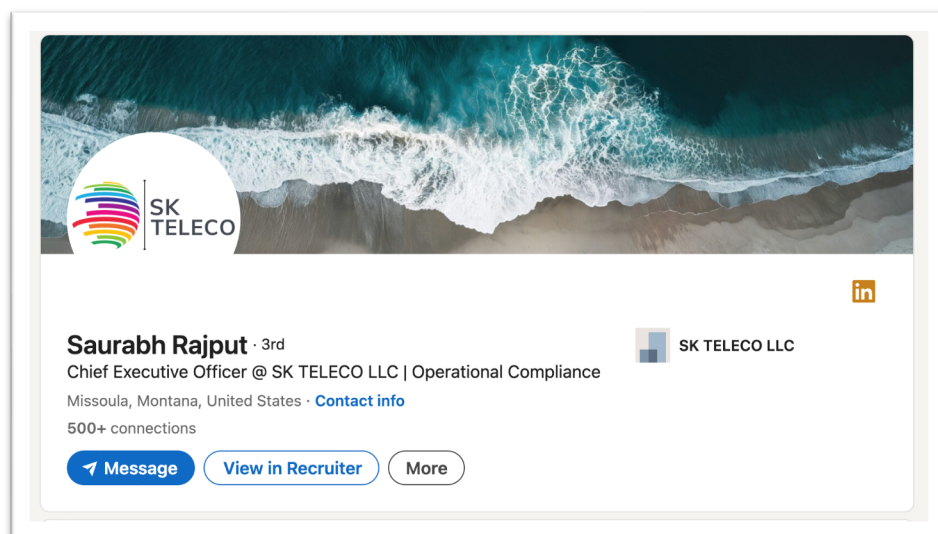 SK
TELECO
in
Saurabh Rajput · 3rd
SK TELECO LLC
Chief Executive Officer @ SK TELECO LLC | Operational Compliance
Missoula, Montana, United States · Contact info
500+ connections
Message
View in Recruiter
More